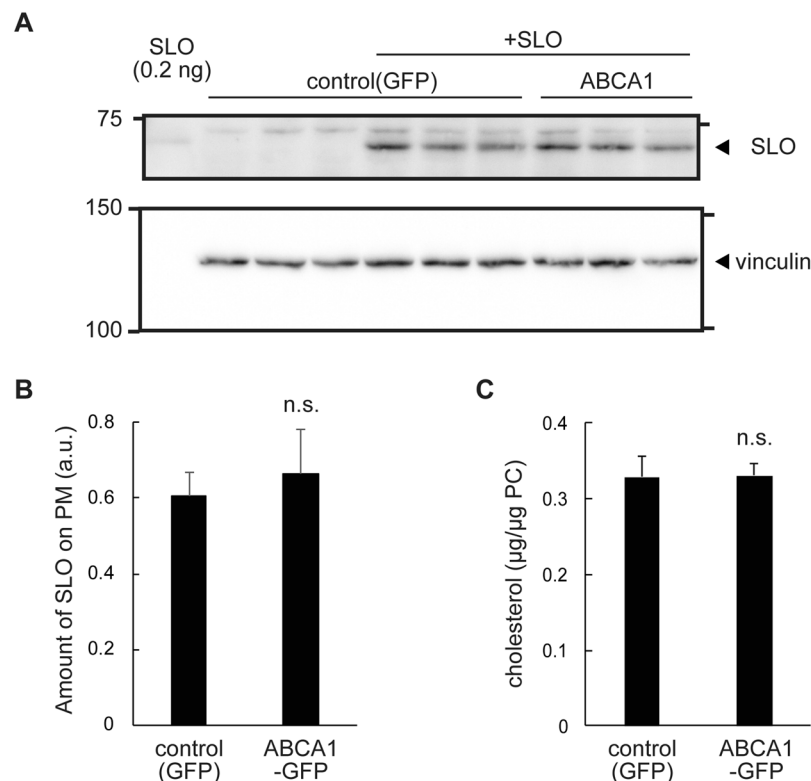 A
SLO
(0.2 ng)
+SLO
control(GFP)
ABCA1
75
SLO
150
vinculin
100
B
Amount of SLO on PM (a.u.)
0.8
0.6
0.4
0.2
0
n.s.
control
(GFP)
ABCA1
-GFP
C
cholesterol (µg/µg PC)
0.4
0.3
0.2
0.1
0
n.s.
control
(GFP)
ABCA1
-GFP